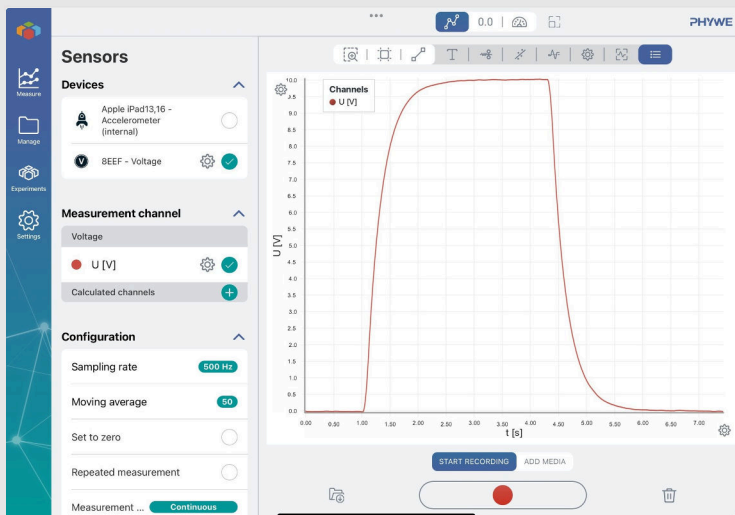 0.0
PHYWE
Measure
Manage
Experiments
Settings
Sensors
Devices
Apple iPad13,16 -
Accelerometer
(internal)
V
8EEF - Voltage
Measurement channel
Voltage
U [V]
Calculated channels
Configuration
Sampling rate
500 Hz
Moving average
50
Set to zero
Repeated measurement
Measurement ...
Continuous
T
Channels
U [V]
U [V]
10.0
9.5
9.0
8.5
8.0
7.5
7.0
6.5
6.0
5.5
5.0
4.5
4.0
3.5
3.0
2.5
2.0
1.5
1.0
0.5
0.0
0.00 0.50 1.00 1.50 2.00 2.50 3.00 3.50 4.00 4.50 5.00 5.50 6.00 6.50 7.00
t [s]
START RECORDING
ADD MEDIA